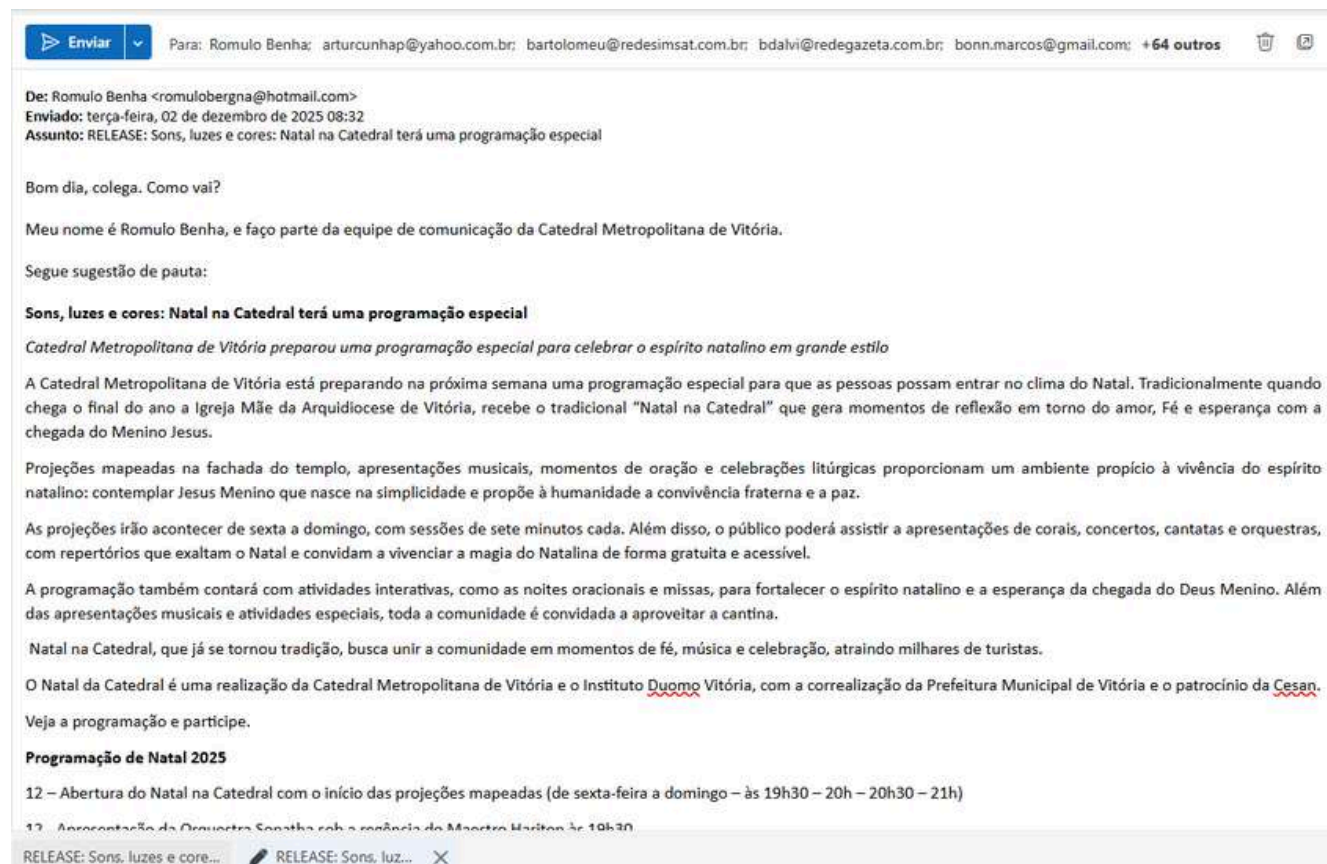 Enviar
Para: Romulo Benha; arturcunhap@yahoo.com.br; bartolomeu@redesimsat.com.br; bdalvi@redegazeta.com.br; bonn.marcos@gmail.com; +64 outros
De: Romulo Benha <romulobergna@hotmail.com>
Enviado: terça-feira, 02 de dezembro de 2025 08:32
Assunto: RELEASE: Sons, luzes e cores: Natal na Catedral terá uma programação especial
Bom dia, colega. Como vai?
Meu nome é Romulo Benha, e faço parte da equipe de comunicação da Catedral Metropolitana de Vitória.
Segue sugestão de pauta:
Sons, luzes e cores: Natal na Catedral terá uma programação especial
Catedral Metropolitana de Vitória preparou uma programação especial para celebrar o espírito natalino em grande estilo
A Catedral Metropolitana de Vitória está preparando na próxima semana uma programação especial para que as pessoas possam entrar no clima do Natal. Tradicionalmente quando
chega o final do ano a Igreja Mãe da Arquidiocese de Vitória, recebe o tradicional “Natal na Catedral” que gera momentos de reflexão em torno do amor, Fé e esperança com a
chegada do Menino Jesus.
Projeções mapeadas na fachada do templo, apresentações musicais, momentos de oração e celebrações litúrgicas proporcionam um ambiente propício à vivência do espírito
natalino: contemplar Jesus Menino que nasce na simplicidade e propõe à humanidade a convivência fraterna e a paz.
As projeções irão acontecer de sexta a domingo, com sessões de sete minutos cada. Além disso, o público poderá assistir a apresentações de corais, concertos, cantatas e orquestras,
com repertórios que exaltam o Natal e convidam a vivenciar a magia do Natalina de forma gratuita e acessível.
A programação também contará com atividades interativas, como as noites oracionais e missas, para fortalecer o espírito natalino e a esperança da chegada do Deus Menino. Além
das apresentações musicais e atividades especiais, toda a comunidade é convidada a aproveitar a cantina.
Natal na Catedral, que já se tornou tradição, busca unir a comunidade em momentos de fé, música e celebração, atraindo milhares de turistas.
O Natal da Catedral é uma realização da Catedral Metropolitana de Vitória e o Instituto Duomo Vitória, com a correalização da Prefeitura Municipal de Vitória e o patrocínio da Cesan.
Veja a programação e participe.
Programação de Natal 2025
12 – Abertura do Natal na Catedral com o início das projeções mapeadas (de sexta-feira a domingo – às 19h30 – 20h – 20h30 – 21h)
12 Apresentação da Orquestra Sonatha sob a regência do Maestro Hariton às 19h30
RELEASE: Sons, luzes e core...
RELEASE: Sons, luz...